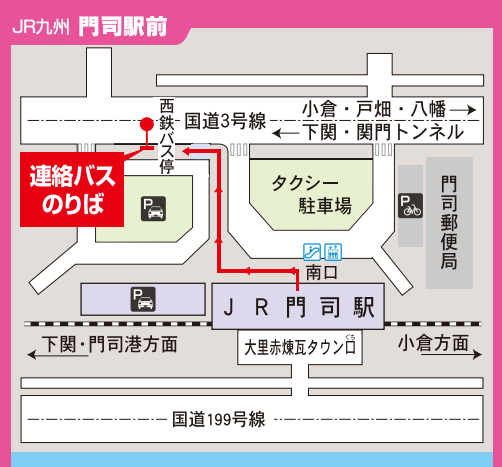 JR九州 門司駅前
西鉄バス停
国道3号線
小倉・戸畑・八幡
下関・関門トンネル
連絡バス
のりば
P
タクシー
駐車場
P
門司郵便局
南口
P
JR門司駅
下関・門司港方面
大里赤煉瓦タウン口
ぐち
小倉方面
国道199号線